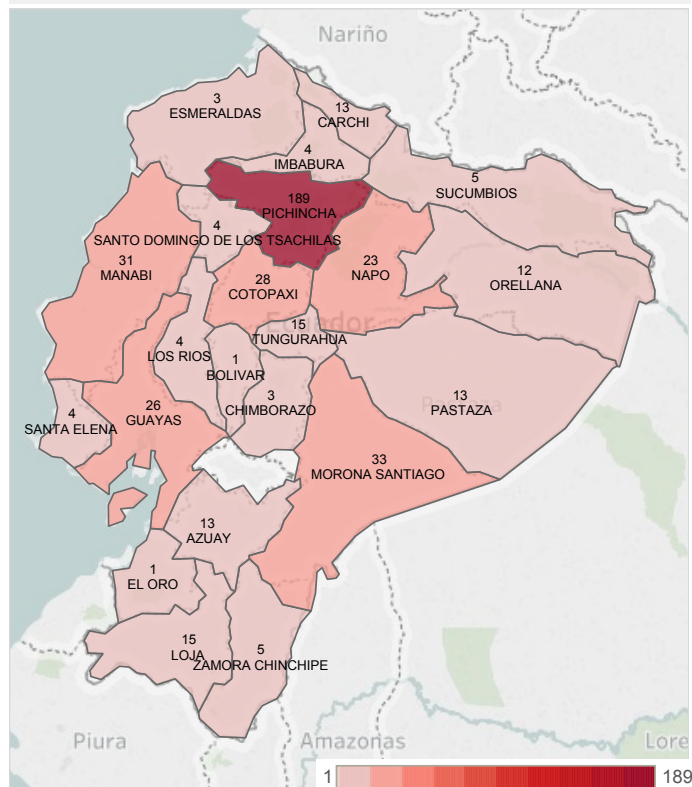 Nariño
3
ESMERALDAS
13
CARCHI
4
IMBABURA
5
SUCUMBIOS
189
PICHINCHA
4
SANTO DOMINGO DE LOS TSACHILAS
31
MANABI
23
NAPO
28
COTOPAXI
12
ORELLANA
Ecuador
15
TUNGURAHUA
4
LOS RIOS
1
BOLIVAR
3
CHIMBORAZO
Pastaza
13
PASTAZA
4
SANTA ELENA
26
GUAYAS
33
MORONA SANTIAGO
13
AZUAY
1
EL ORO
15
LOJA
5
ZAMORA CHINCHIPE
Piura
Amazonas
Lore
1
189